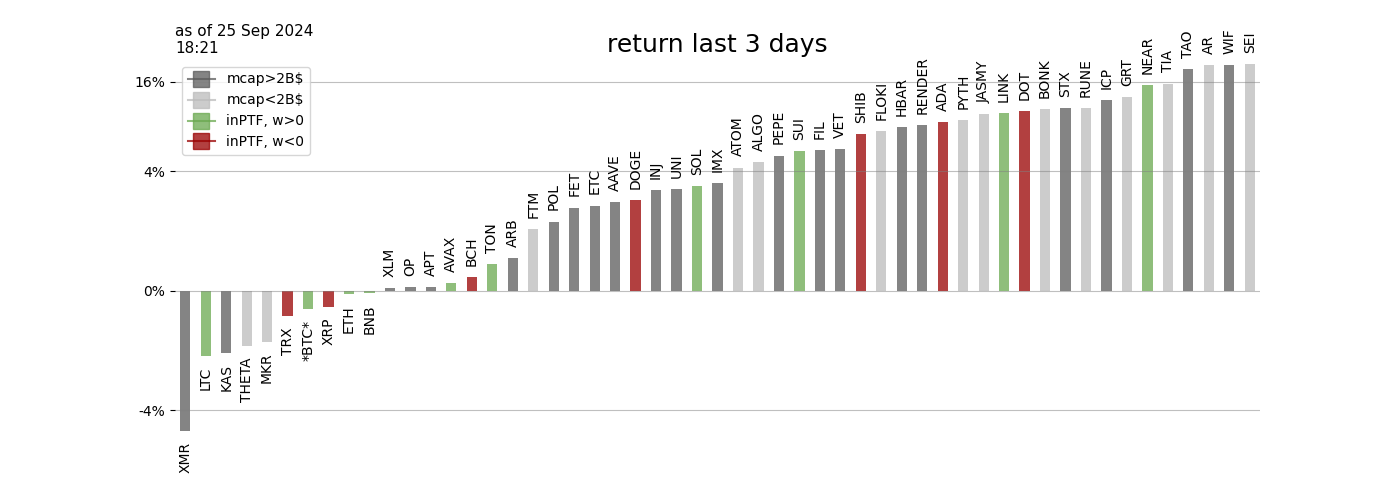 as of 25 Sep 2024
18:21
return last 3 days
mcap>2B$
mcap<2B$
inPTF, w>0
inPTF, w<0
16%
4%
0%
-4%
XMR
LTC
KAS
THETA
MKR
TRX
*BTC*
XRP
ETH
BNB
XLM
OP
APT
AVAX
BCH
TON
ARB
FTM
POL
FET
ETC
AAVE
DOGE
INJ
UNI
SOL
IMX
ATOM
ALGO
PEPE
SUI
FIL
VET
SHIB
FLOKI
HBAR
RENDER
ADA
PYTH
JASMY
LINK
DOT
BONK
STX
RUNE
ICP
GRT
NEAR
TIA
TAO
AR
WIF
SEI